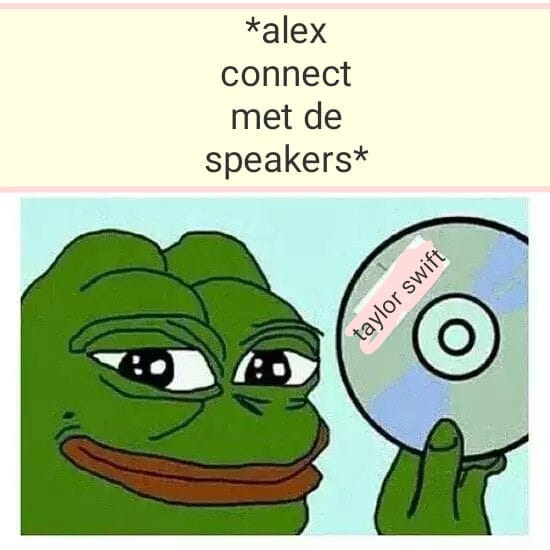 *alex
connect
met de
speakers*
taylor swift